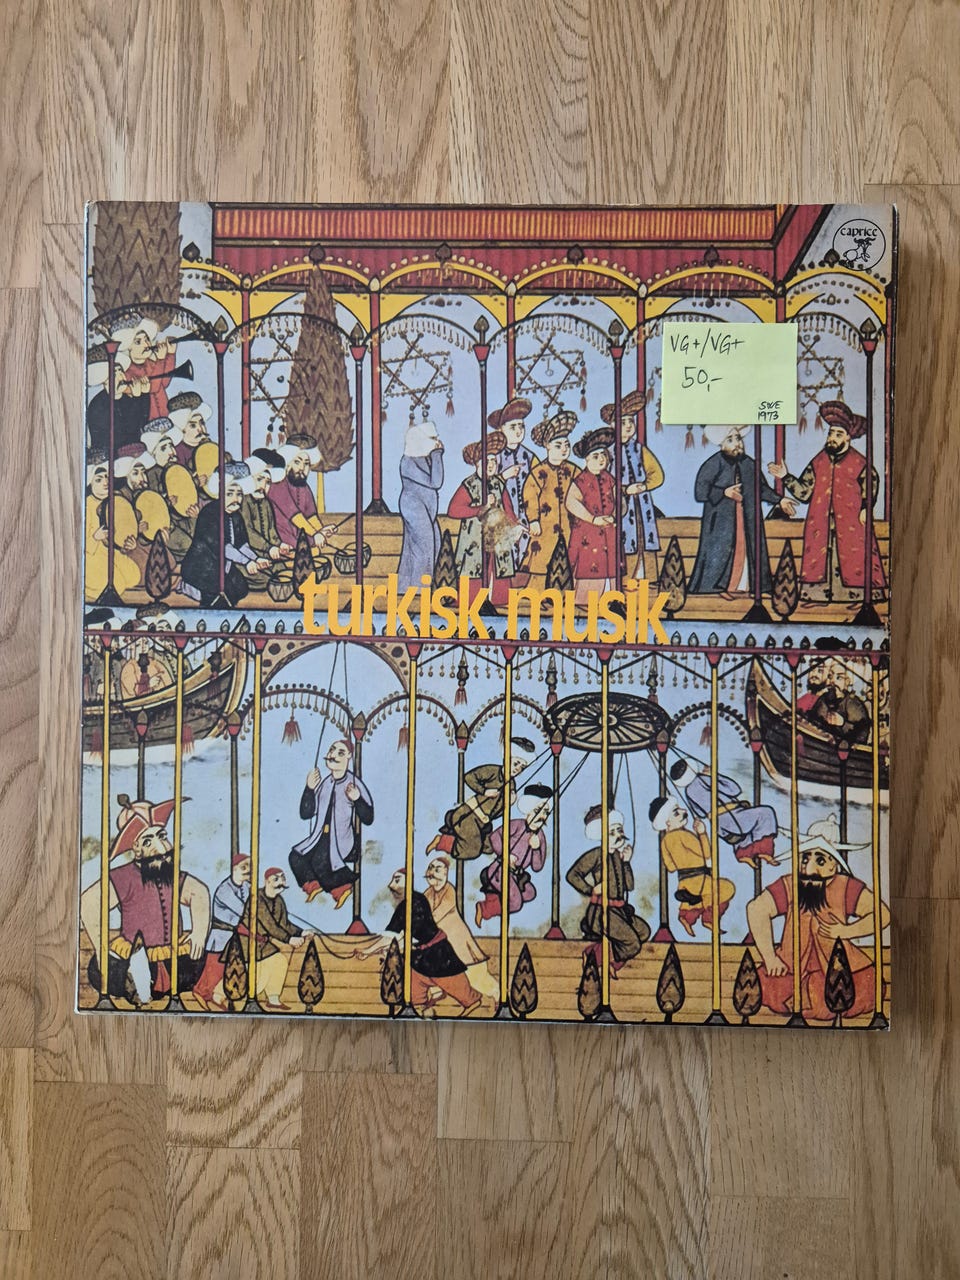 caprice
VG+/VG+
50,-
SWE
1973
turkisk musik